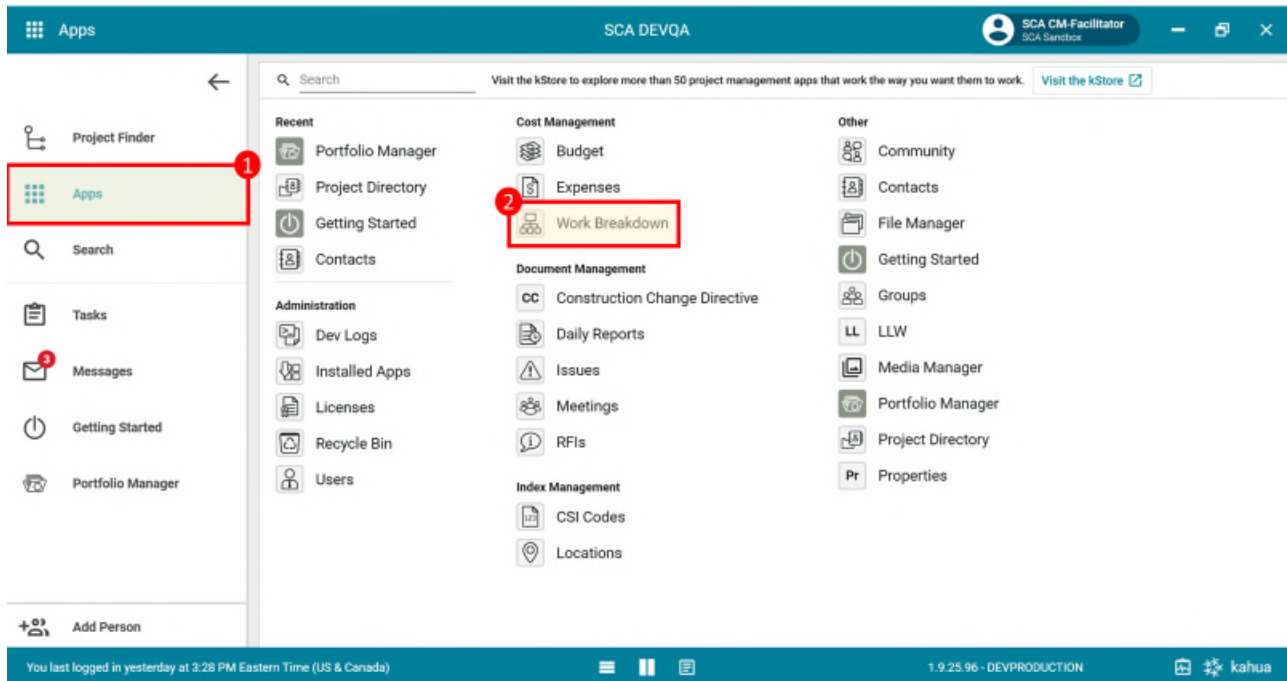 Apps
SCA DEVQA
SCA CM-Facilitator
SCA Sandbox
Project Finder
1
Apps
Search
Tasks
3
Messages
Getting Started
Portfolio Manager
Add Person
Search
Visit the kStore to explore more than 50 project management apps that work the way you want them to work.
Visit the kStore
Recent
Portfolio Manager
Project Directory
Getting Started
Contacts
Administration
Dev Logs
Installed Apps
Licenses
Recycle Bin
Users
Cost Management
Budget
Expenses
2
Work Breakdown
Document Management
CC Construction Change Directive
Daily Reports
Issues
Meetings
RFIs
Index Management
123 CSI Codes
Locations
Other
Community
Contacts
File Manager
Getting Started
Groups
LL LLW
Media Manager
Portfolio Manager
Project Directory
Pr Properties
You last logged in yesterday at 3:28 PM Eastern Time (US & Canada)
1.9.25.96 - DEVPRODUCTION
kahua